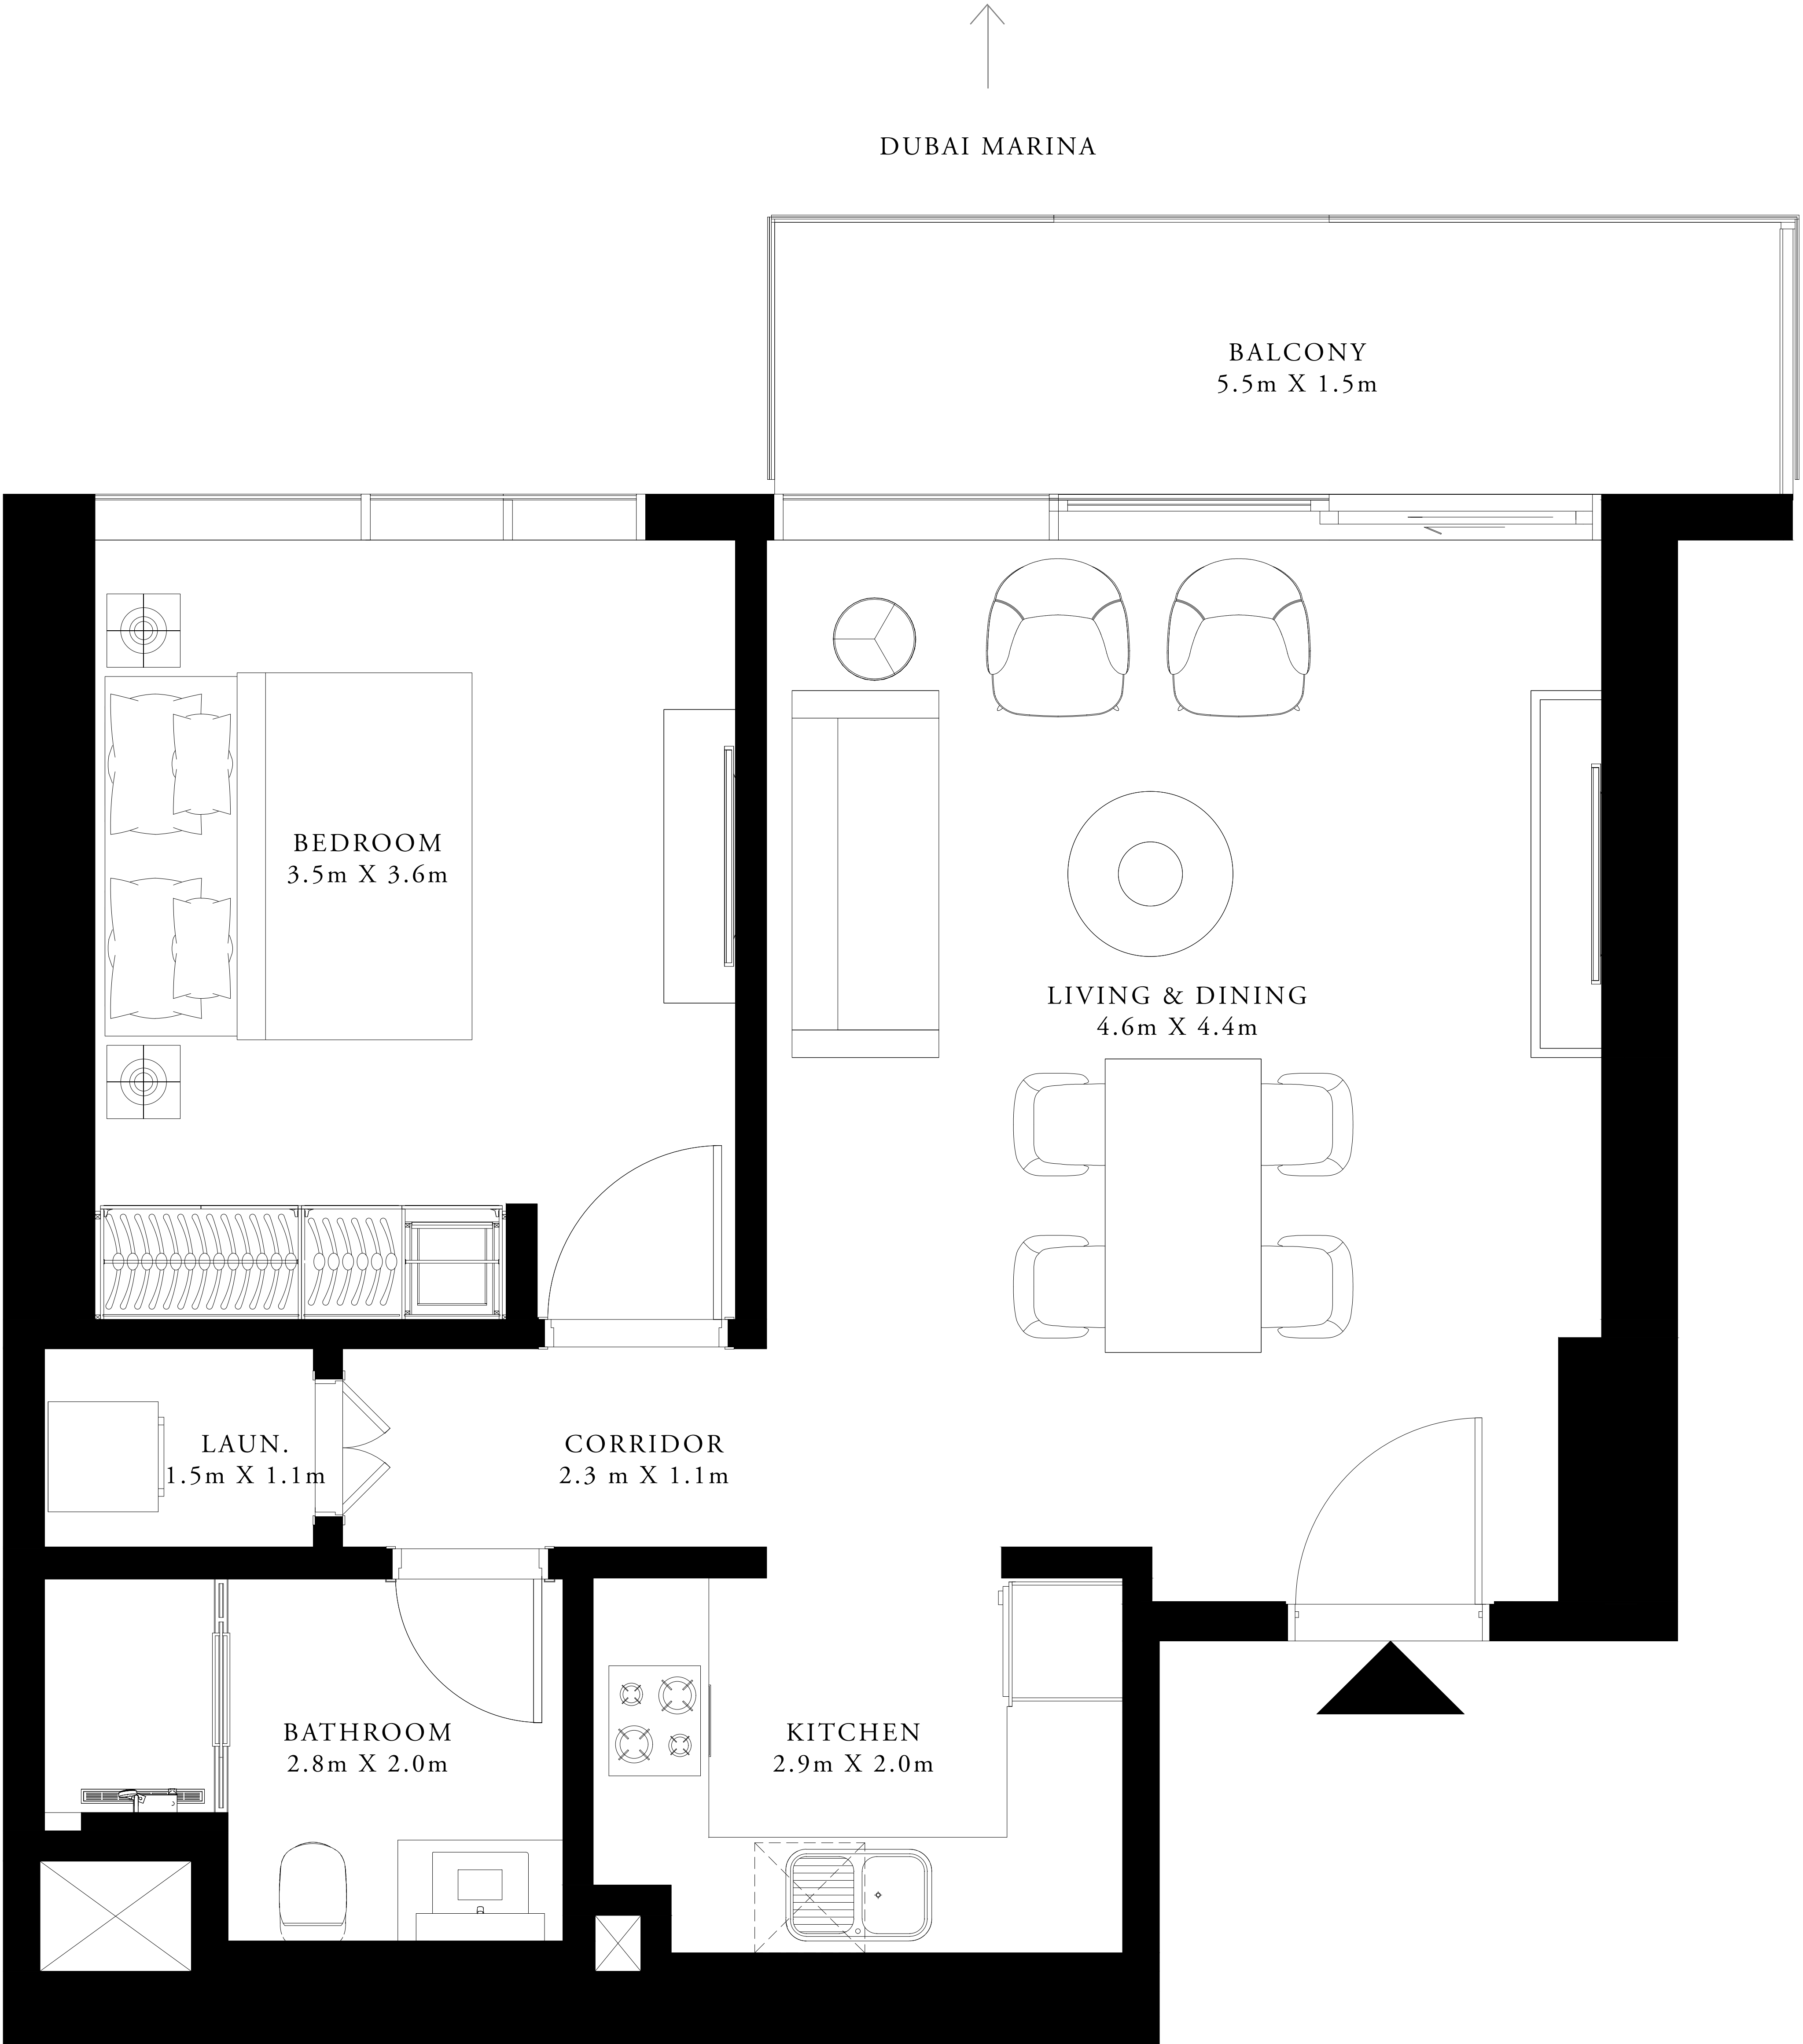 DUBAI MARINA
BALCONY
5.5m X 1.5m
BEDROOM
3.5m X 3.6m
LIVING & DINING
4.6m X 4.4m
LAUN.
1.5m X 1.1m
CORRIDOR
2.3 m X 1.1m
BATHROOM
2.8m X 2.0m
KITCHEN
2.9m X 2.0m